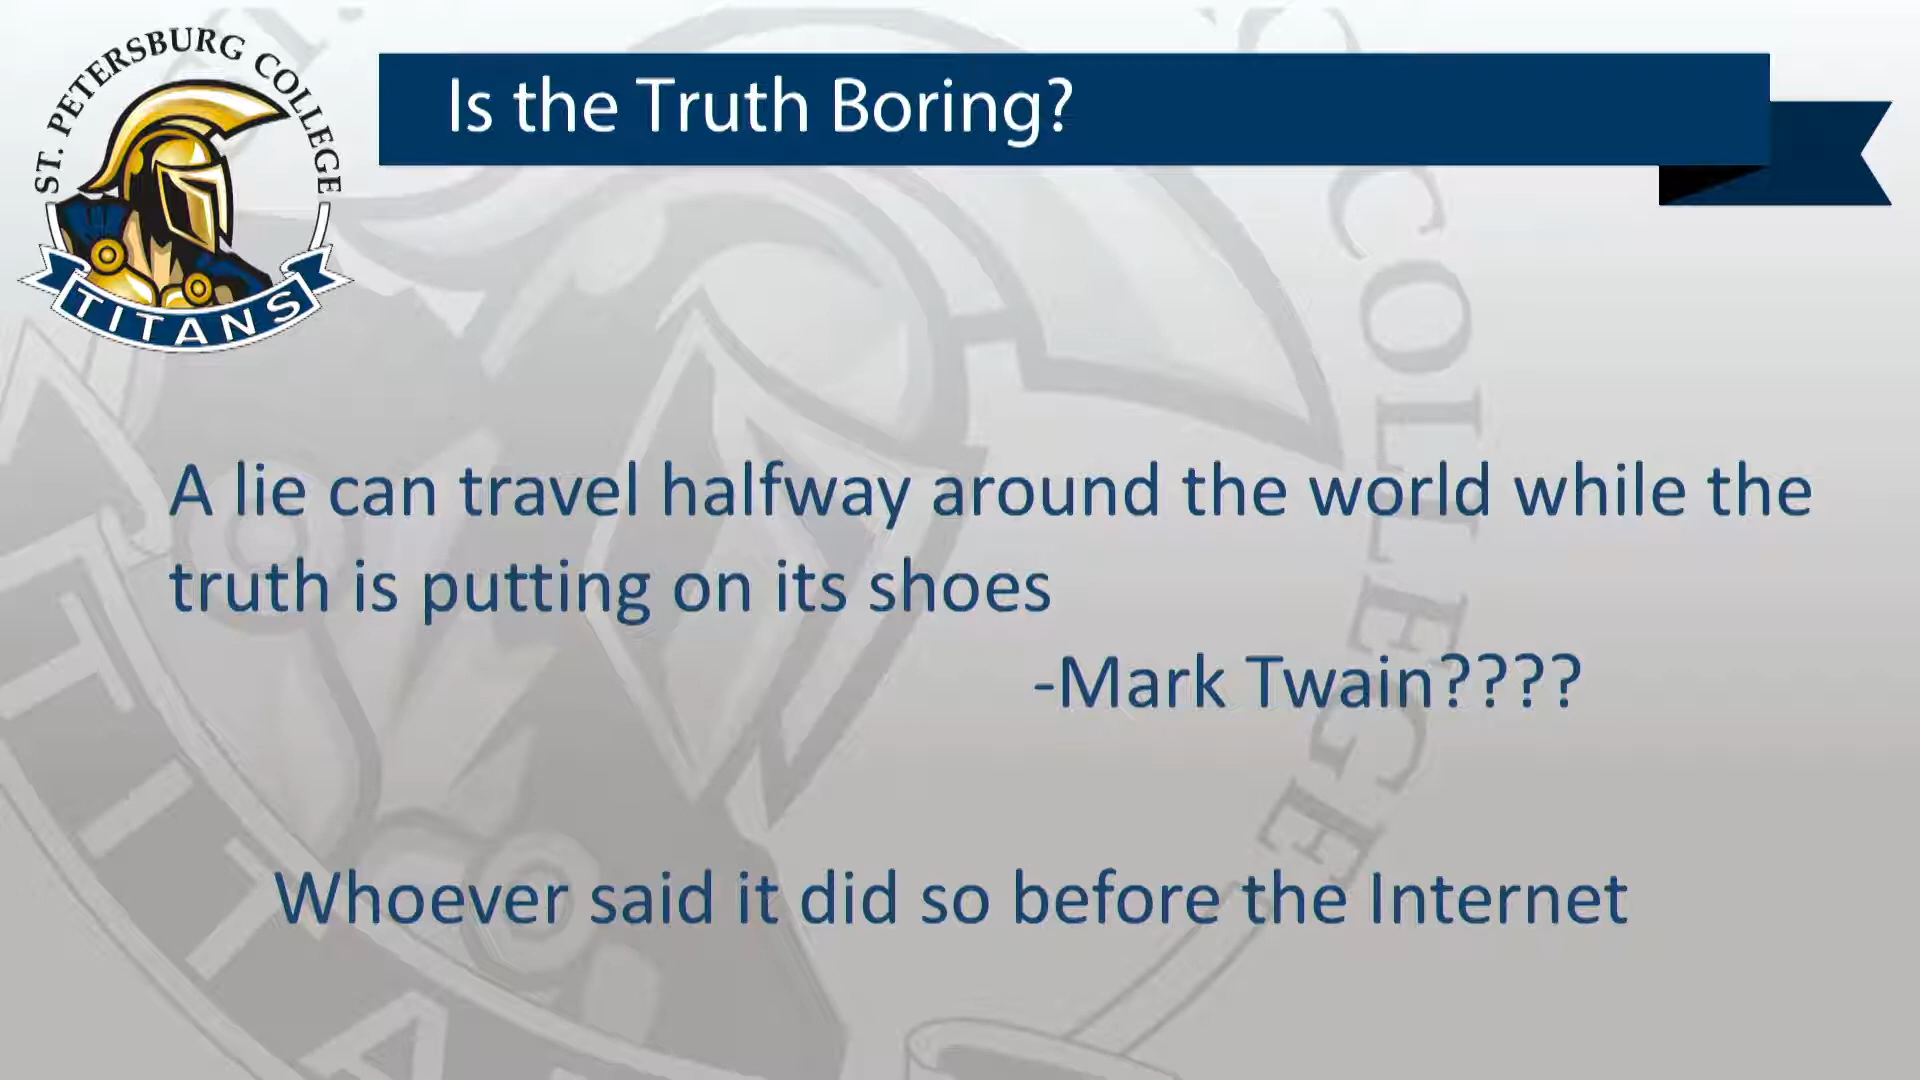 ST. PETERSBURG COLLEGE
TITANS
Is the Truth Boring?
A lie can travel halfway around the world while the
truth is putting on its shoes
-Mark Twain????
Whoever said it did so before the Internet